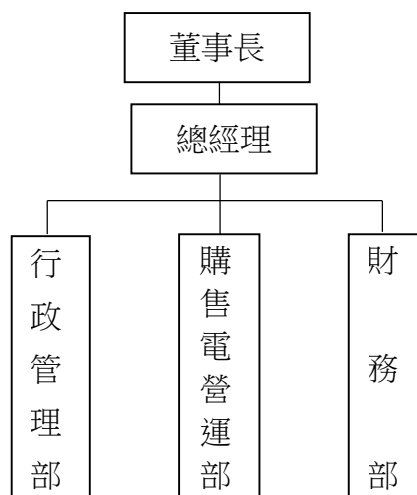 董事長
總經理
行政管理部
購售電營運部
財務部